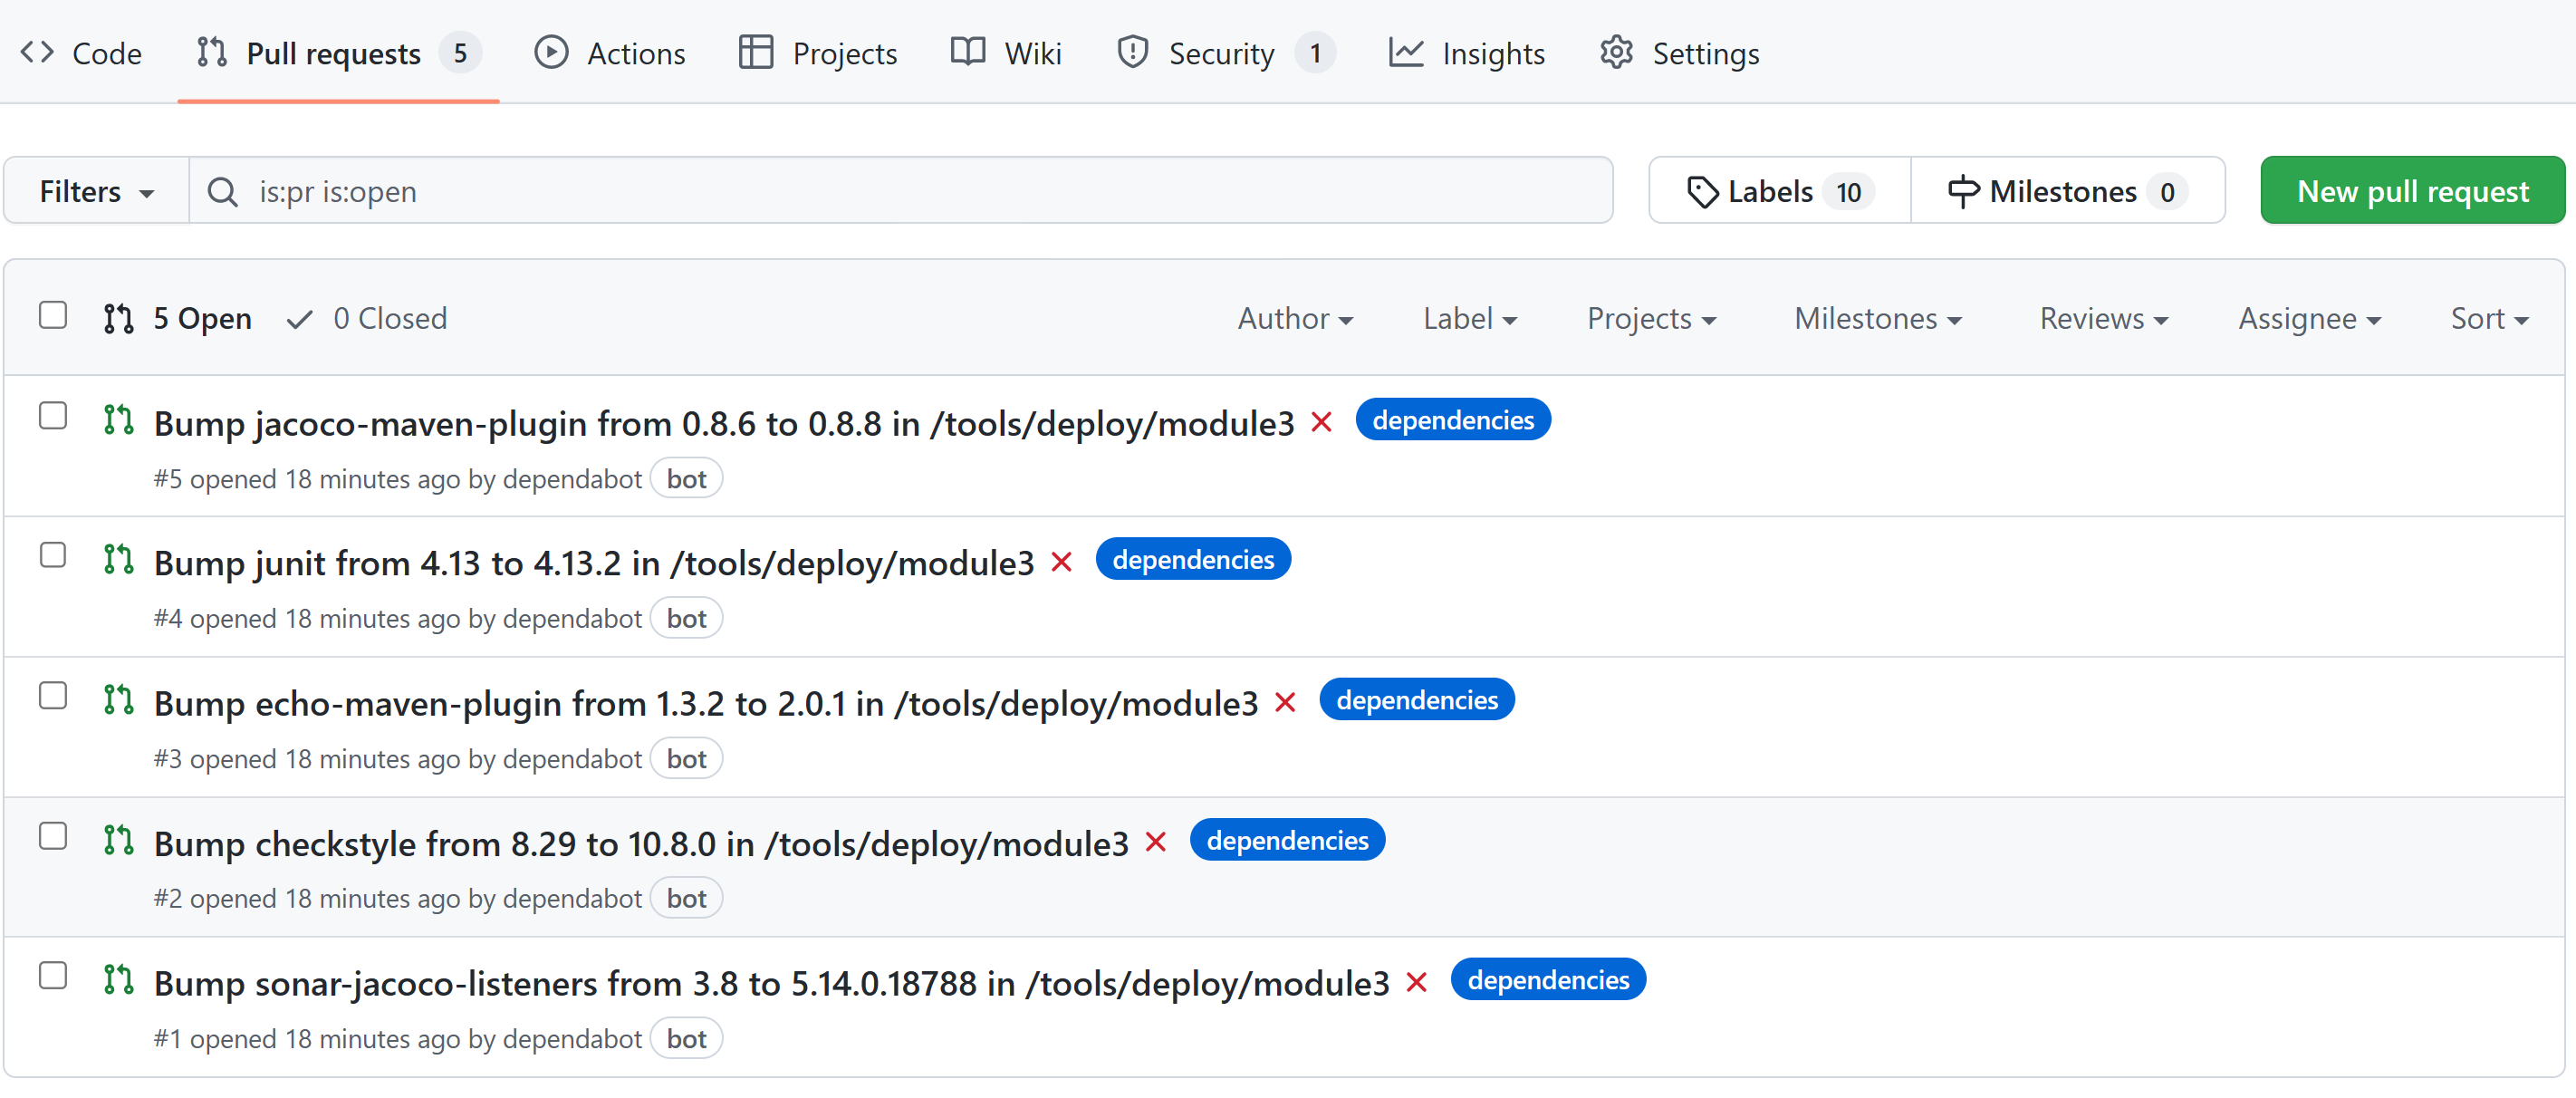 Code Pull requests 5 Actions Projects Wiki Security 1 Insights Settings
Filters is:pr is:open Labels 10 Milestones 0 New pull request
5 Open 0 Closed Author Label Projects Milestones Reviews Assignee Sort
Bump jacoco-maven-plugin from 0.8.6 to 0.8.8 in /tools/deploy/module3 dependencies
#5 opened 18 minutes ago by dependabot bot
Bump junit from 4.13 to 4.13.2 in /tools/deploy/module3 dependencies
#4 opened 18 minutes ago by dependabot bot
Bump echo-maven-plugin from 1.3.2 to 2.0.1 in /tools/deploy/module3 dependencies
#3 opened 18 minutes ago by dependabot bot
Bump checkstyle from 8.29 to 10.8.0 in /tools/deploy/module3 dependencies
#2 opened 18 minutes ago by dependabot bot
Bump sonar-jacoco-listeners from 3.8 to 5.14.0.18788 in /tools/deploy/module3 dependencies
#1 opened 18 minutes ago by dependabot bot